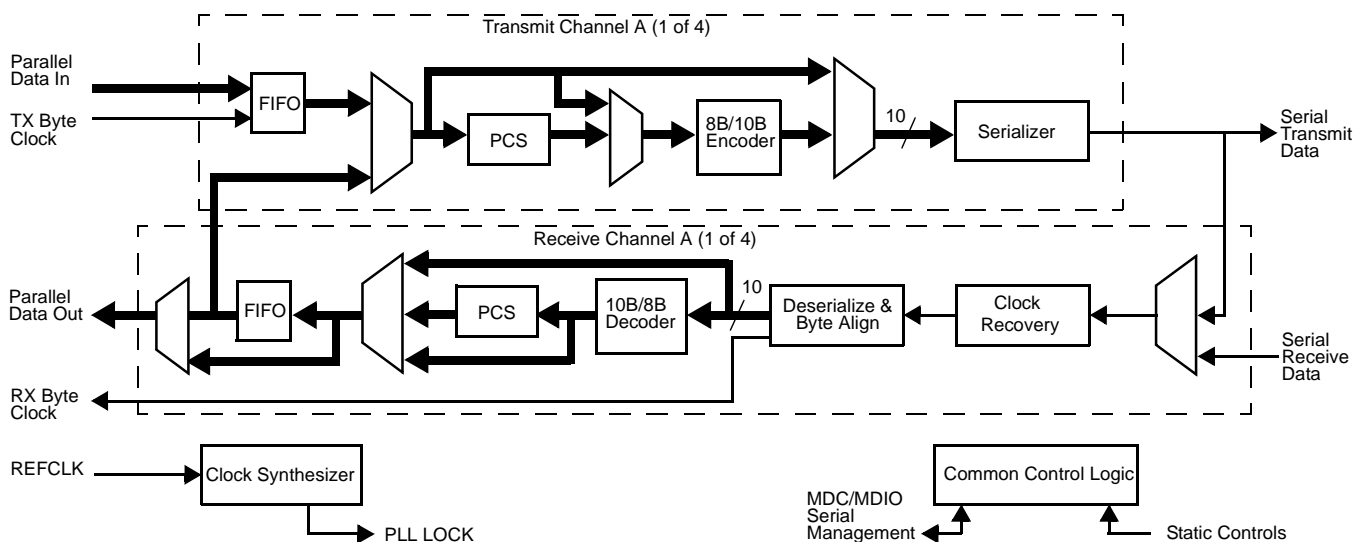 Transmit Channel A (1 of 4)
Parallel
Data In
FIFO
TX Byte
Clock
PCS
8B/10B
Encoder
10
Serializer
Serial
Transmit
Data
Receive Channel A (1 of 4)
Parallel
Data Out
FIFO
PCS
10B/8B
Decoder
10
Deserialize &
Byte Align
Clock
Recovery
Serial
Receive
Data
RX Byte
Clock
REFCLK
Clock Synthesizer
PLL LOCK
Common Control Logic
MDC/MDIO
Serial
Management
Static Controls